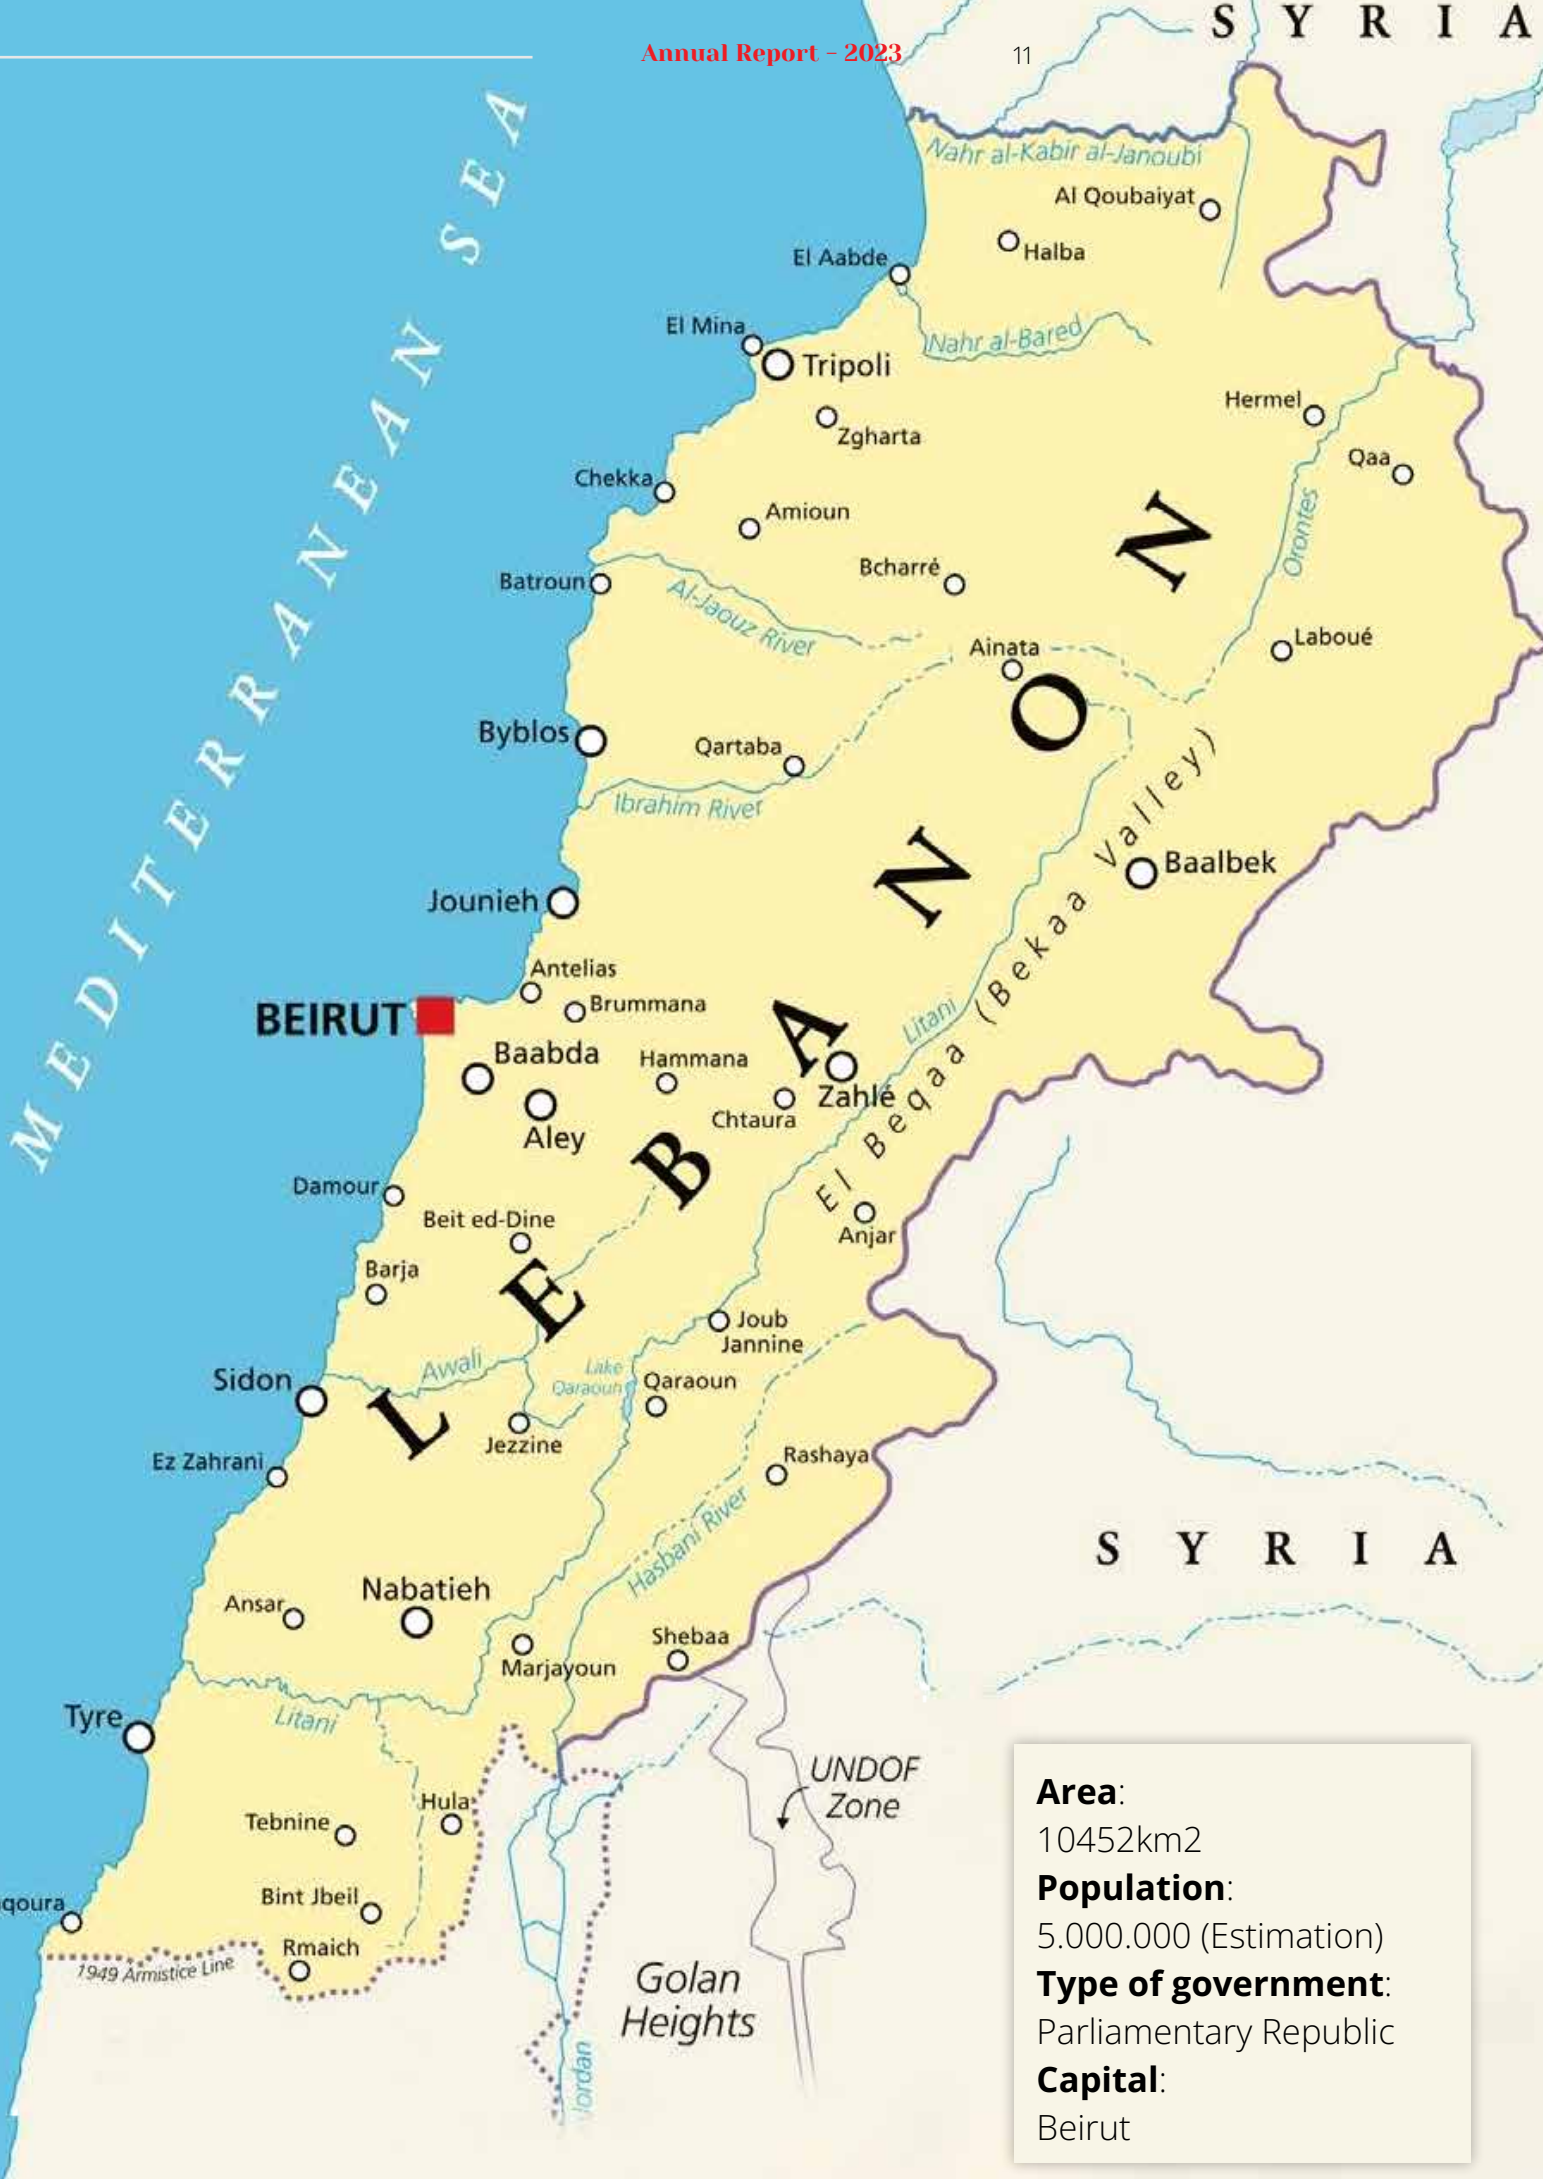 SYRIA
Annual Report - 2023
11
MEDITERRANEAN SEA
Nahr al-Kabir al-Janoubi
Al Qoubaiyat
Halba
El Aabde
El Mina
Nahr al-Bared
Tripoli
Hermel
Zgharta
Qaa
Chekka
Amioun
Orontes
Bcharré
Batroun
Al-Jaouz River
Ainata
Laboué
Byblos
Qartaba
Ibrahim River
LEBANON
Baalbek
Jounieh
El Beqaa (Bekaa Valley)
Antelias
Brummana
BEIRUT
Litani
Baabda
Hammana
Zahlé
Chtaura
Aley
Damour
Beit ed-Dine
Anjar
Barja
Joub
Jannine
Awali
Lake
Qaraoun
Qaraoun
Sidon
Jezzine
Rashaya
Ez Zahrani
Hasbani River
SYRIA
Nabatieh
Ansar
Shebaa
Marjayoun
Litani
Tyre
UNDOF
Zone
Hula
Tebnine
Bint Jbeil
qoura
Rmaich
1949 Armistice Line
Golan
Heights
Jordan
Area:
10452km2
Population:
5.000.000 (Estimation)
Type of government:
Parliamentary Republic
Capital:
Beirut